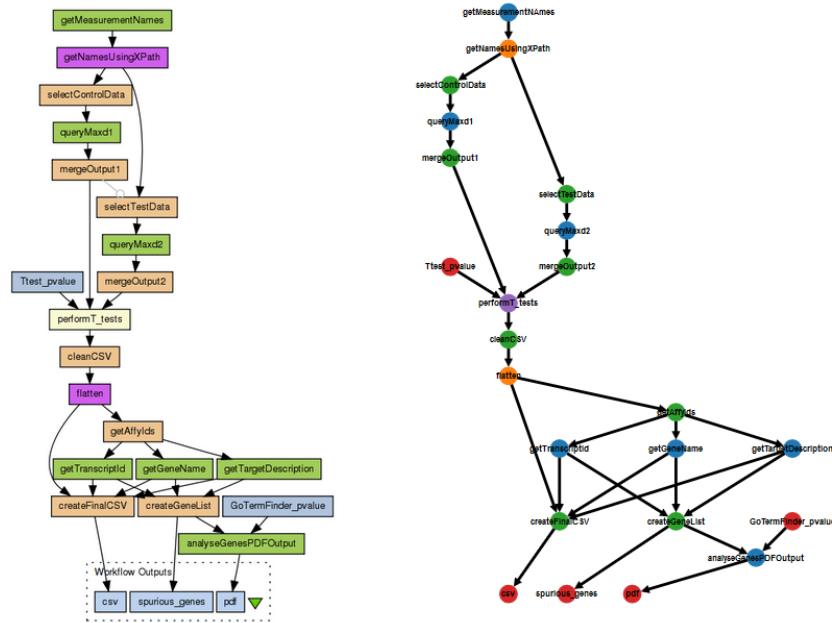 getMeasurementNames
getNamesUsingXPath
selectControlData
queryMaxd1
mergeOutput1
selectTestData
queryMaxd2
Ttest_pvalue
mergeOutput2
performT_tests
cleanCSV
flatten
getAffyIds
getTranscriptId
getGeneName
getTargetDescription
createFinalCSV
createGeneList
GoTermFinder_pvalue
analyseGenesPDFOutput
Workflow Outputs
csv
spurious_genes
pdf
getMeasurementNAmes
getNamesUsingXPath
selectControlData
queryMaxd1
mergeOutput1
selectTestData
queryMaxd2
Ttest_pvalue
mergeOutput2
performT_tests
cleanCSV
flatten
getAffyIds
getTranscriptId
getGeneName
getTargetDescription
createFinalCSV
createGeneList
GoTermFinder_pvalue
analyseGenesPDFOutput
csv
spurious_genes
pdf